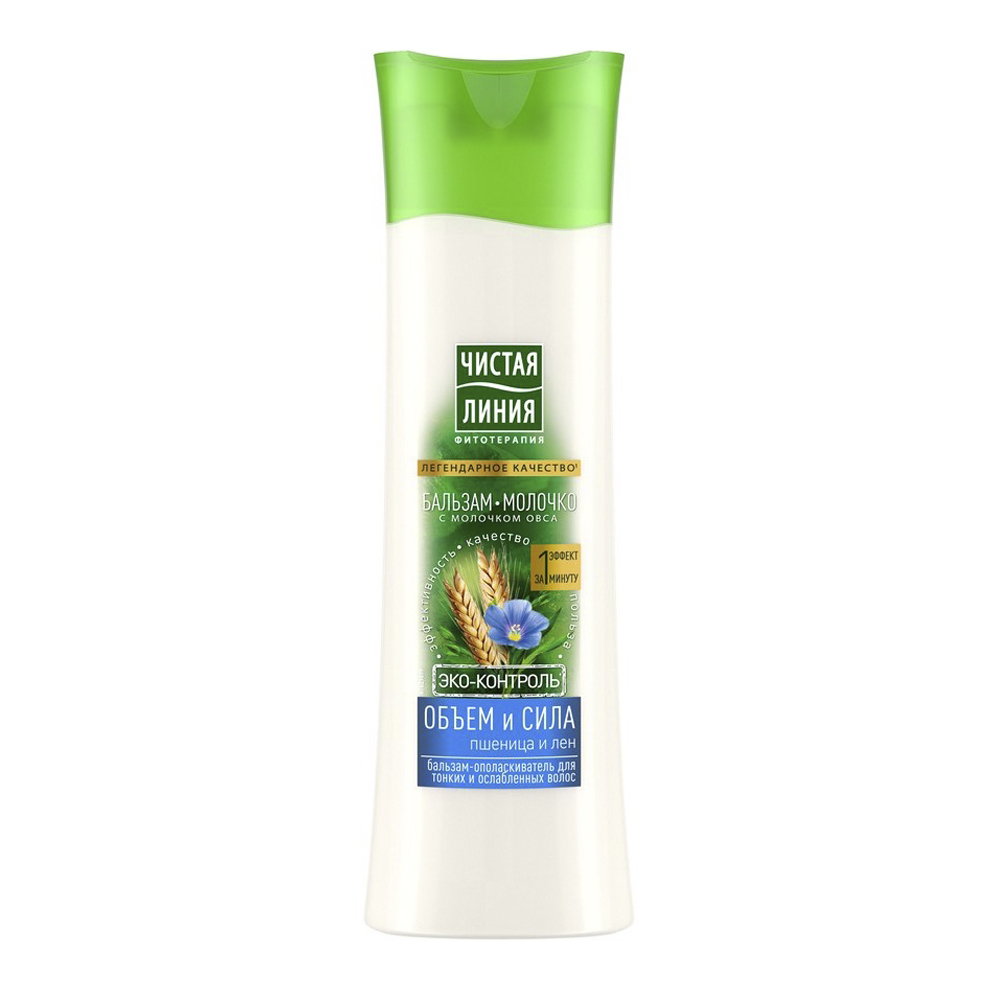 ЧИСТАЯ
ЛИНИЯ
ФИТОТЕРАПИЯ
ЛЕГЕНДАРНОЕ КАЧЕСТВО¹
БАЛЬЗАМ•МОЛОЧКО
С МОЛОЧКОМ ОВСА
• эффективность • качество
польза •
1 ЭФФЕКТ
ЗА МИНУТУ
ЭКО-КОНТРОЛЬ
ОБЪЕМ и СИЛА
пшеница и лен
бальзам-ополаскиватель для
тонких и ослабленных волос